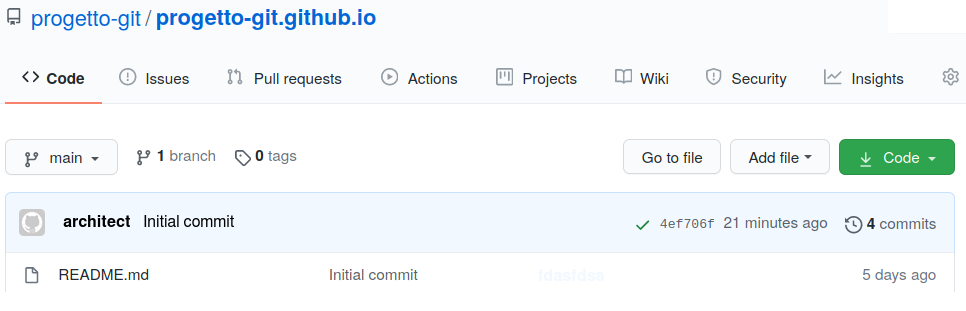 progetto-git / progetto-git.github.io
Code Issues Pull requests Actions Projects Wiki Security Insights
main 1 branch 0 tags Go to file Add file Code
architect Initial commit 4ef706f 21 minutes ago 4 commits
README.md Initial commit fdasfdsa 5 days ago